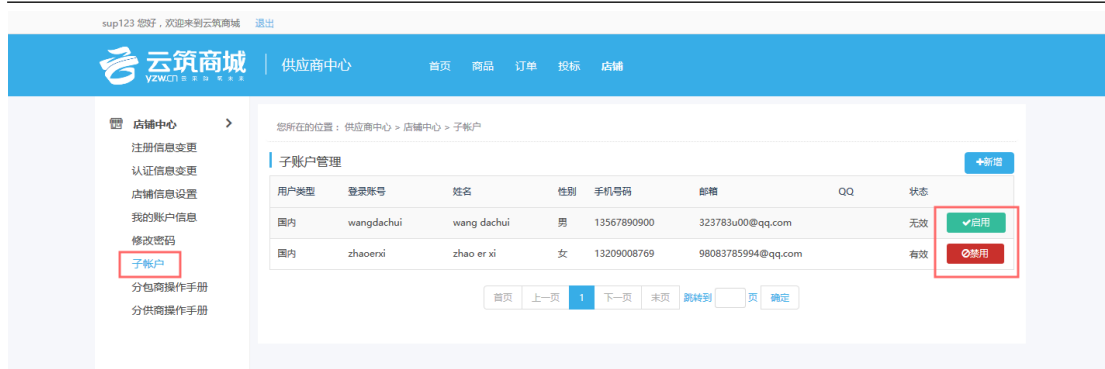 sup123 您好，欢迎来到云筑商城 退出
云筑商城 供应商中心 首页 商品 订单 投标 店铺
yzw.cn
店铺中心
注册信息变更
认证信息变更
店铺信息设置
我的账户信息
修改密码
子帐户
分包商操作手册
分供商操作手册
您所在的位置： 供应商中心 > 店铺中心 > 子帐户
子账户管理 +新增
用户类型 登录账号 姓名 性别 手机号码 邮箱 QQ 状态
国内 wangdachui wang dachui 男 13567890900 323783u00@qq.com 无效 启用
国内 zhaoerxi zhao er xi 女 13209008769 98083785994@qq.com 有效 禁用
首页 上一页 1 下一页 末页 跳转到 页 确定